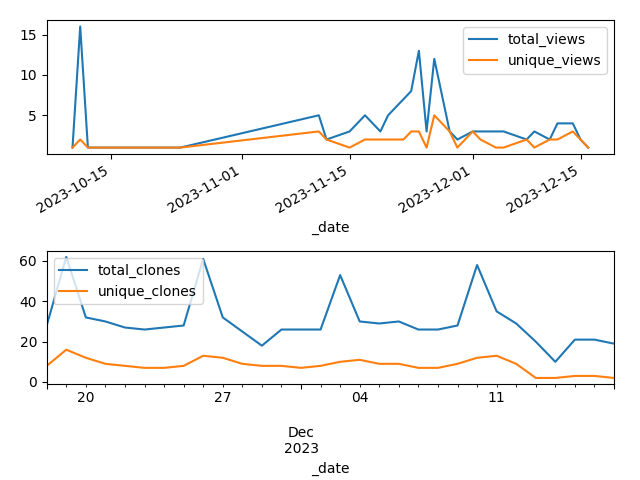 15
10
5
total_views
unique_views
2023-10-15
2023-11-01
2023-11-15
2023-12-01
2023-12-15
_date
60
40
20
0
total_clones
unique_clones
20
27
04
11
Dec
2023
_date